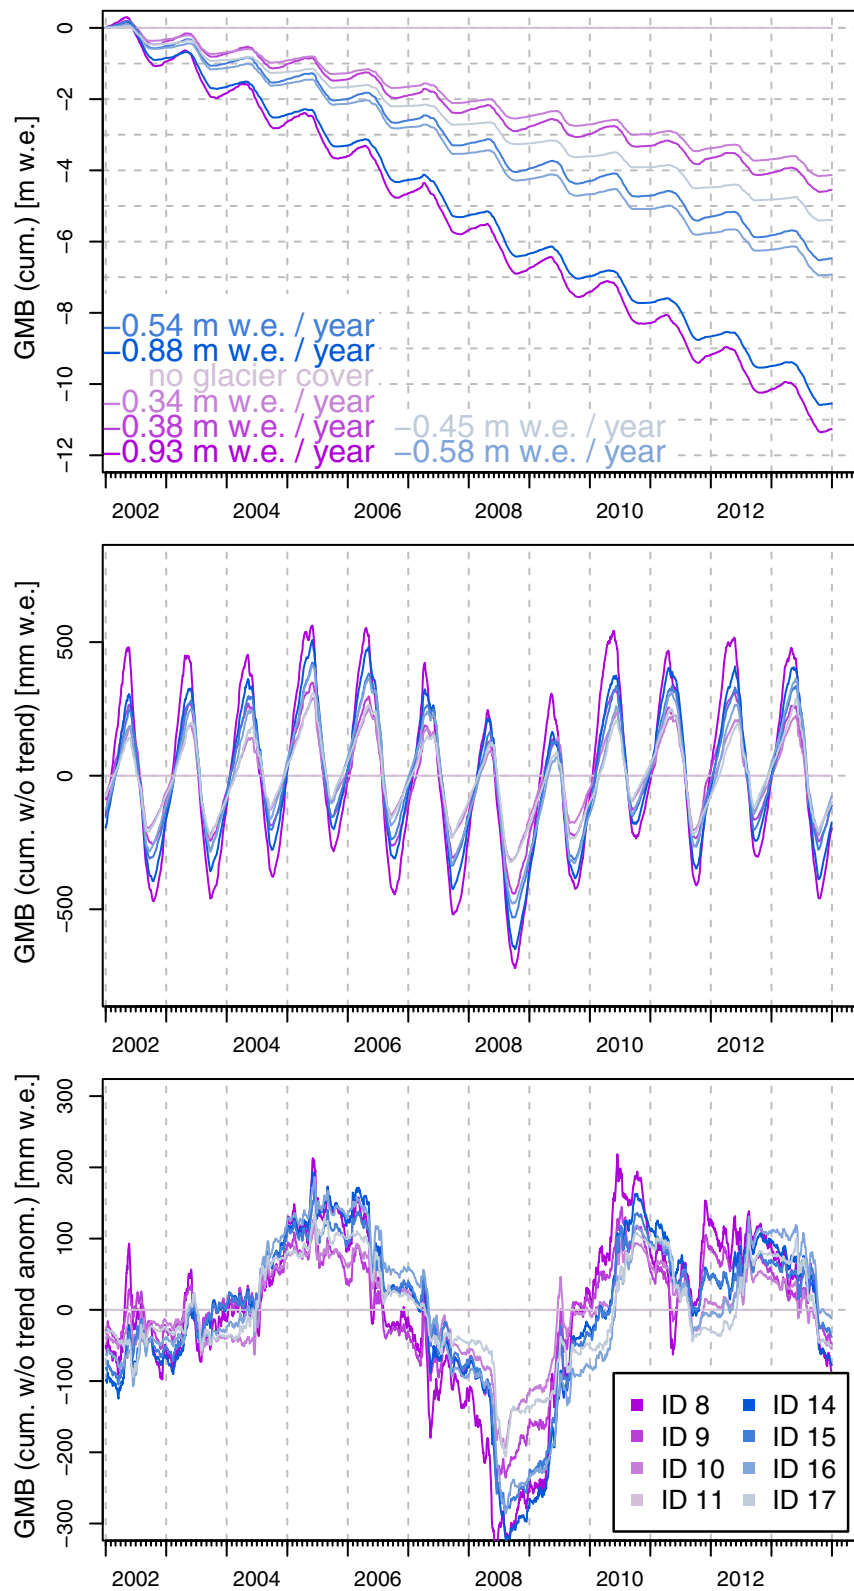 GMB (cum.) [m w.e.]
0
−2
−4
−6
−8
−10
−12
−0.54 m w.e. / year
−0.88 m w.e. / year
no glacier cover
−0.34 m w.e. / year
−0.38 m w.e. / year
−0.93 m w.e. / year
−0.45 m w.e. / year
−0.58 m w.e. / year
2002 2004 2006 2008 2010 2012
GMB (cum. w/o trend) [mm w.e.]
500
0
−500
2002 2004 2006 2008 2010 2012
GMB (cum. w/o trend anom.) [mm w.e.]
300
200
100
0
−100
−200
−300
ID 8
ID 9
ID 10
ID 11
ID 14
ID 15
ID 16
ID 17
2002 2004 2006 2008 2010 2012